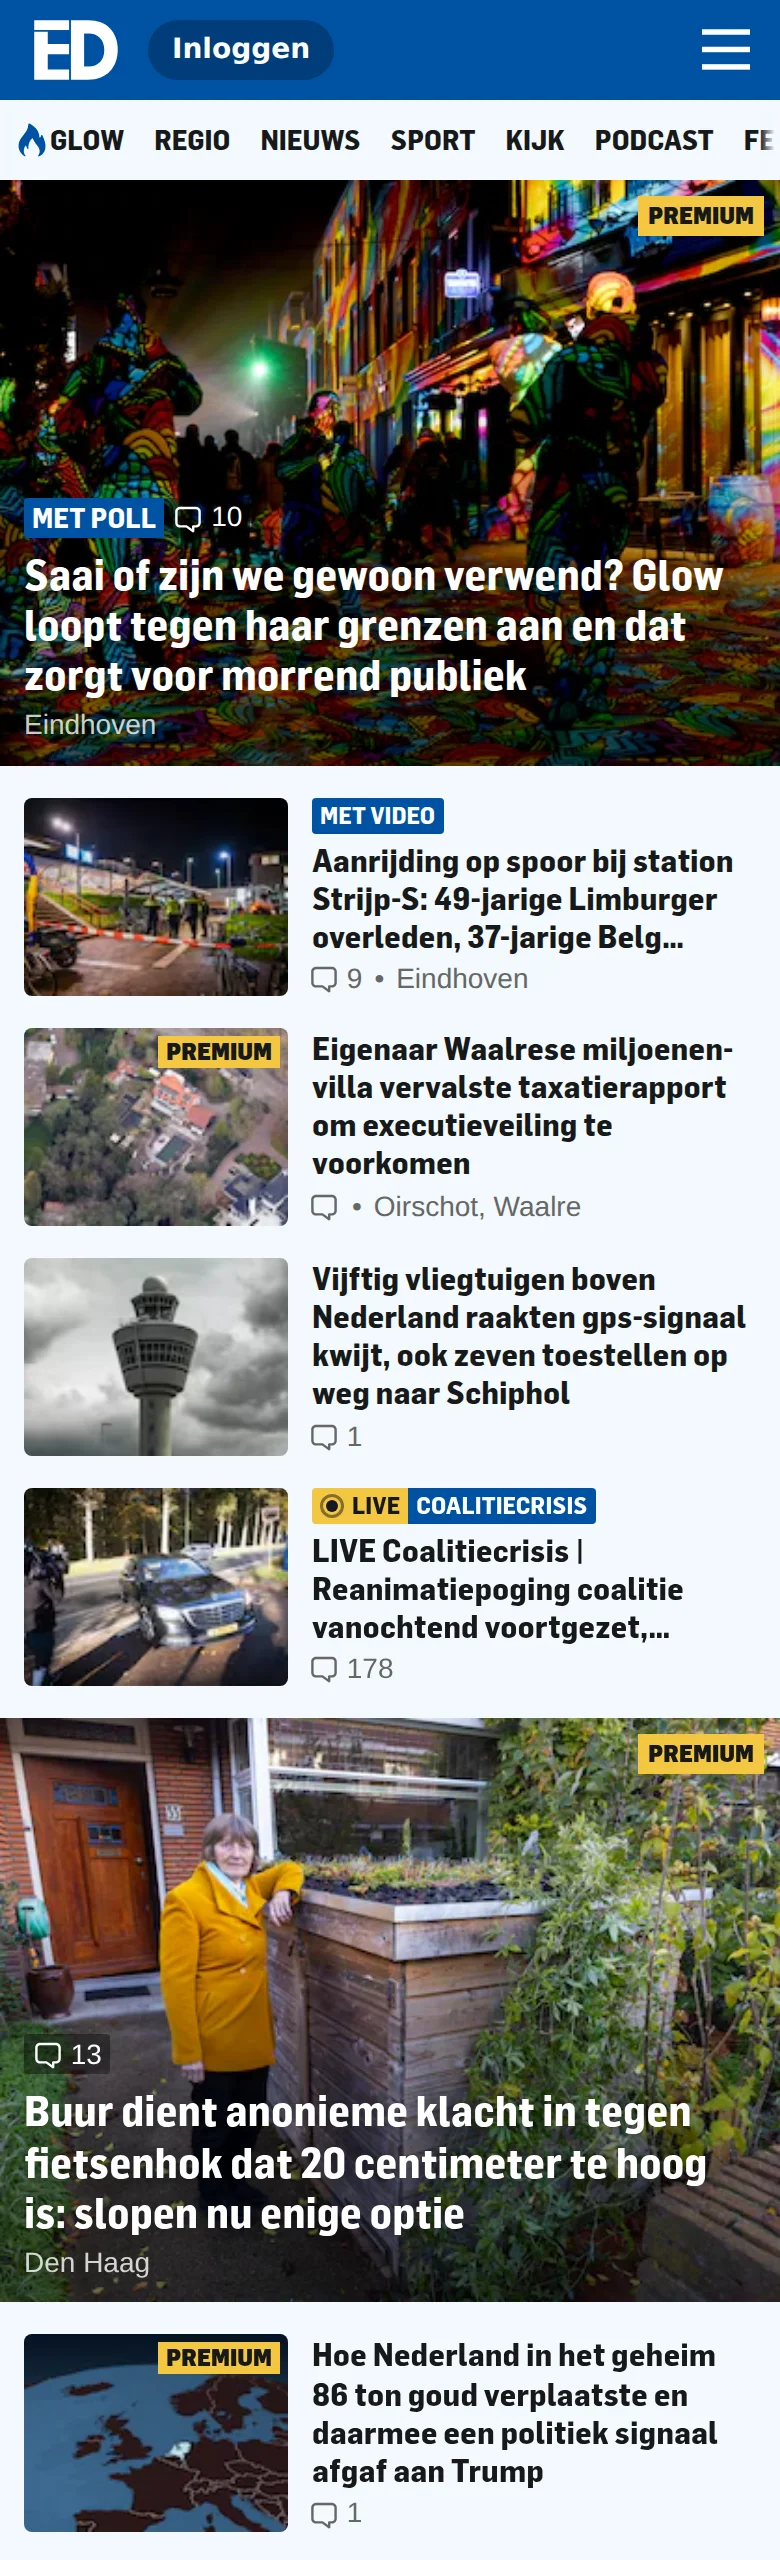 ED
Inloggen
GLOW REGIO NIEUWS SPORT KIJK PODCAST FE
PREMIUM
MET POLL 10
Saai of zijn we gewoon verwend? Glow
loopt tegen haar grenzen aan en dat
zorgt voor morrend publiek
Eindhoven
MET VIDEO
Aanrijding op spoor bij station
Strijp-S: 49-jarige Limburger
overleden, 37-jarige Belg...
9 • Eindhoven
PREMIUM
Eigenaar Waalrese miljoenen-
villa vervalste taxatierapport
om executieveiling te
voorkomen
• Oirschot, Waalre
Vijftig vliegtuigen boven
Nederland raakten gps-signaal
kwijt, ook zeven toestellen op
weg naar Schiphol
1
LIVE COALITIECRISIS
LIVE Coalitiecrisis |
Reanimatiepoging coalitie
vanochtend voortgezet,...
178
PREMIUM
13
Buur dient anonieme klacht in tegen
fietsenhok dat 20 centimeter te hoog
is: slopen nu enige optie
Den Haag
PREMIUM
Hoe Nederland in het geheim
86 ton goud verplaatste en
daarmee een politiek signaal
afgaf aan Trump
1